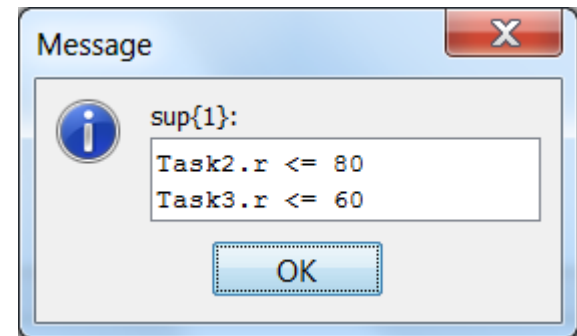 Message
sup{1}:
Task2.r <= 80
Task3.r <= 60
OK